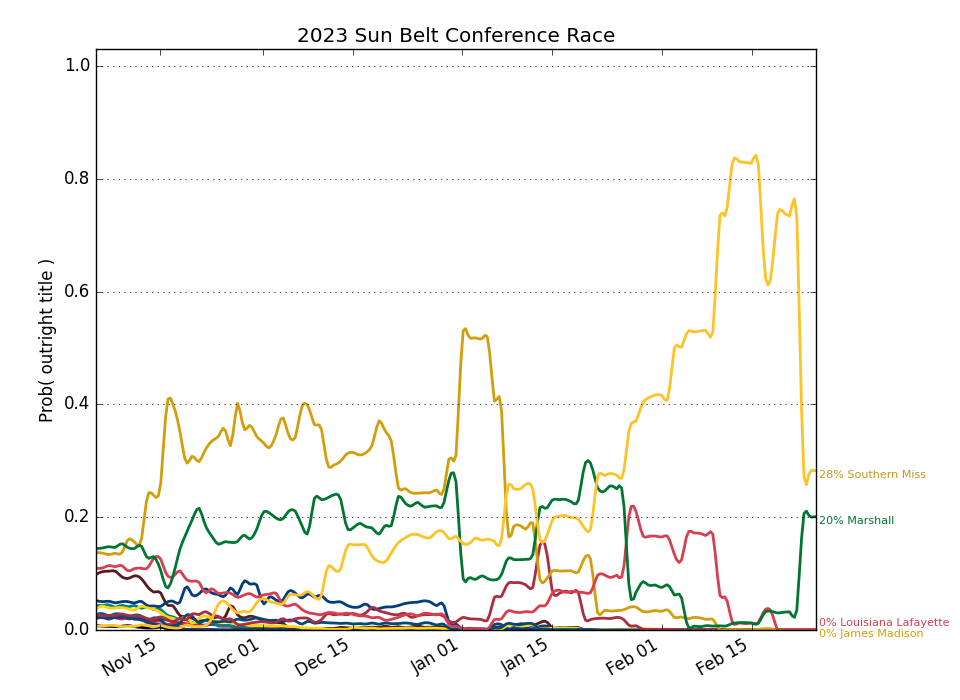 2023 Sun Belt Conference Race
Prob( outright title )
1.0
0.8
0.6
0.4
0.2
0.0
28% Southern Miss
20% Marshall
0% Louisiana Lafayette
0% James Madison
Nov 15
Dec 01
Dec 15
Jan 01
Jan 15
Feb 01
Feb 15